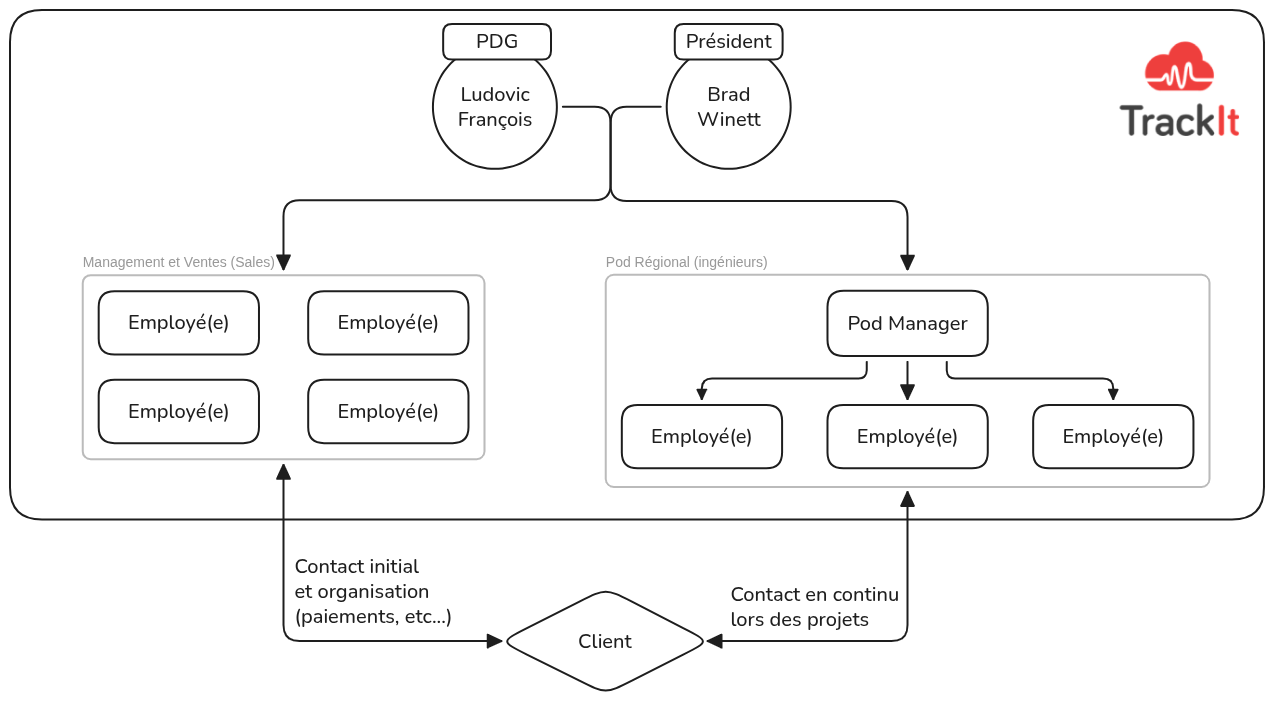 PDG
Président
Ludovic
François
Brad
Winett
TrackIt
Management et Ventes (Sales)
Employé(e)
Employé(e)
Employé(e)
Employé(e)
Pod Régional (ingénieurs)
Pod Manager
Employé(e)
Employé(e)
Employé(e)
Contact initial
et organisation
(paiements, etc...)
Contact en continu
lors des projets
Client